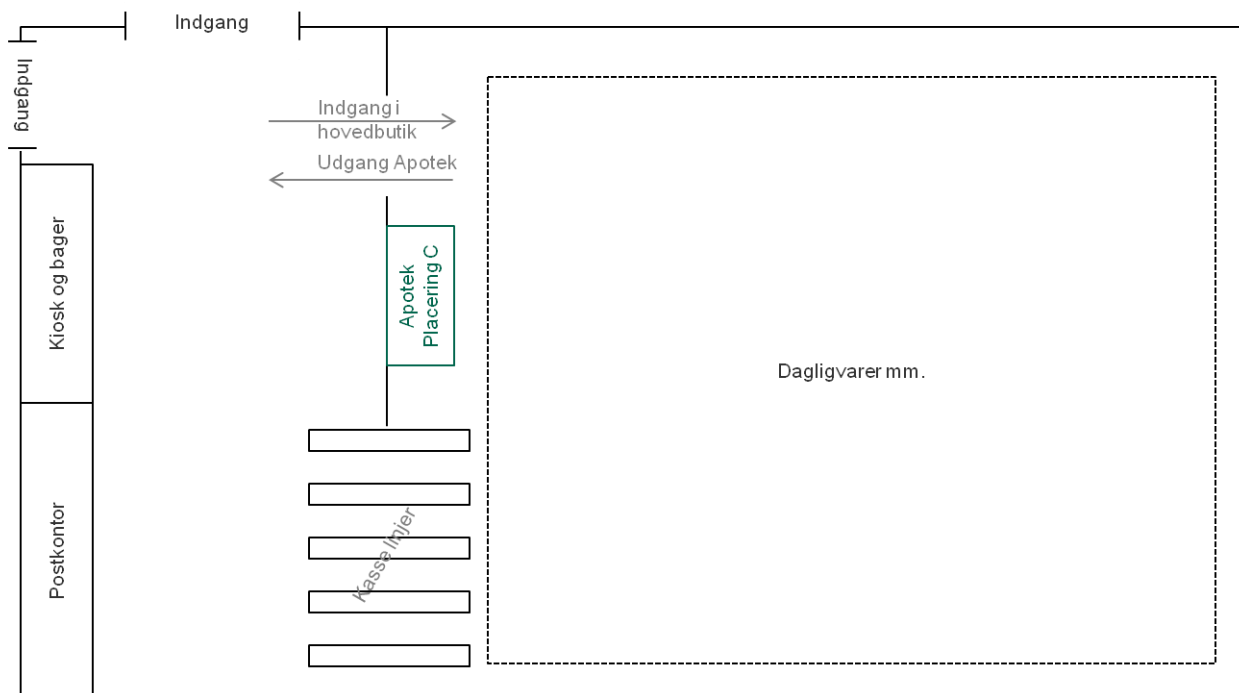 Indgang
Indgang
Indgang i
hovedbutik
Udgang Apotek
Kiosk og bager
Apotek
Placering C
Dagligvarer mm.
Postkontor
Kasse linjer